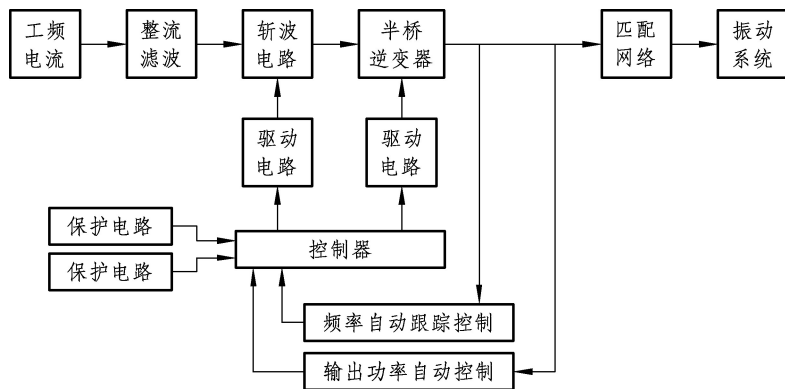 工频
电流
整流
滤波
斩波
电路
半桥
逆变器
匹配
网络
振动
系统
驱动
电路
驱动
电路
保护电路
保护电路
控制器
频率自动跟踪控制
输出功率自动控制